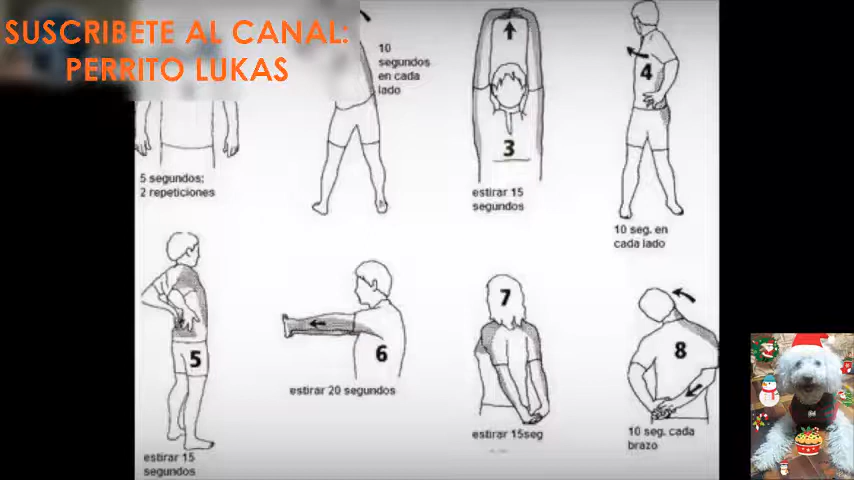 SUSCRIBETE AL CANAL:
PERRITO LUKAS
10
segundos
en cada
lado
5 segundos;
2 repeticiones
3
estirar 15
segundos
4
10 seg. en
cada lado
5
estirar 15
segundos
6
estirar 20 segundos
7
estirar 15seg
8
10 seg. cada
brazo